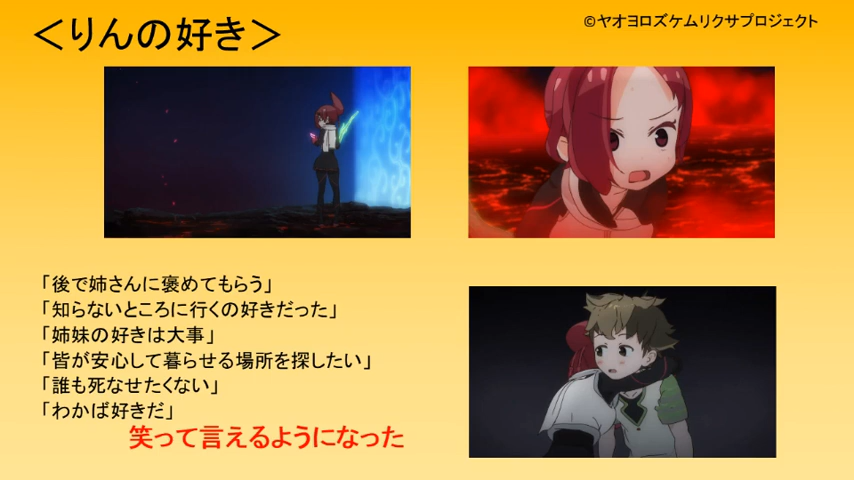 ＜りんの好き＞
©ヤオヨロズケムリクサプロジェクト
「後で姉さんに褒めてもらう」
「知らないところに行くの好きだった」
「姉妹の好きは大事」
「皆が安心して暮らせる場所を探したい」
「誰も死なせたくない」
「わかば好きだ」
笑って言えるようになった